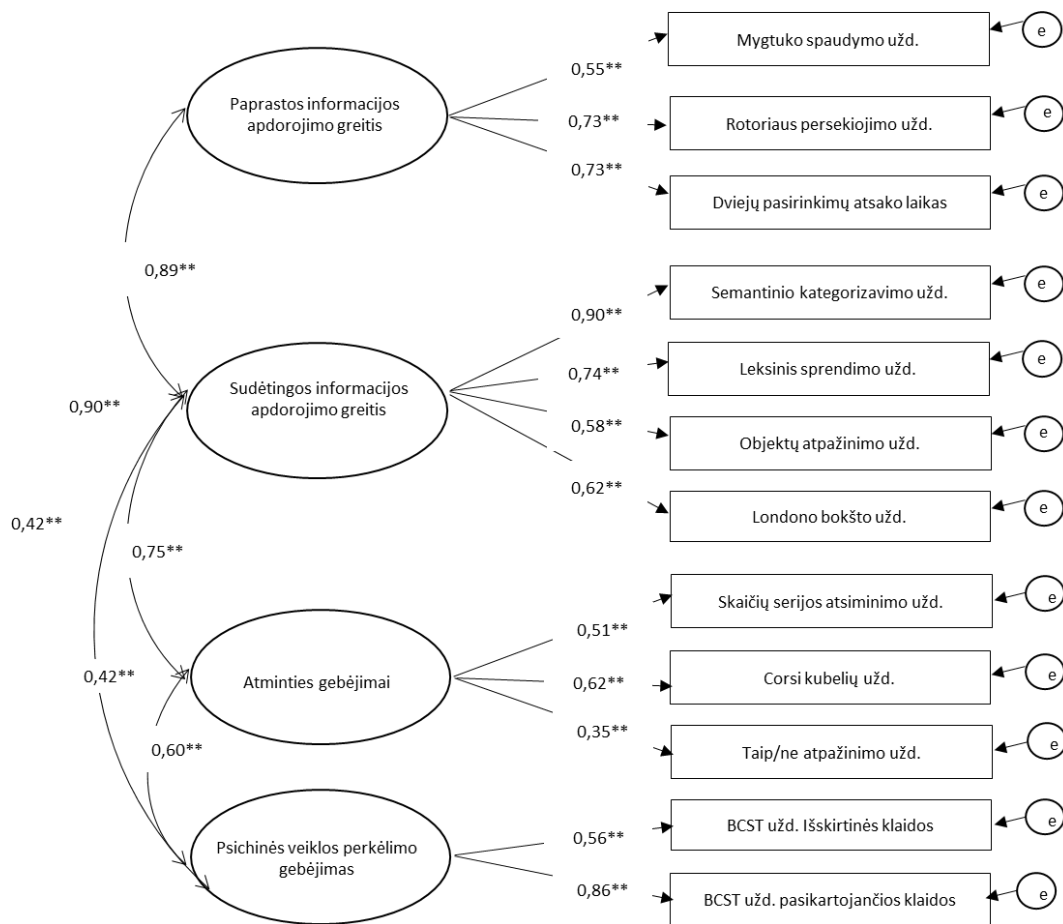 Mygtuko spaudymo užd.
e
0,55**
Paprastos informacijos
apdorojimo greitis
0,73**
Rotoriaus persekiojimo užd.
e
0,73**
Dviejų pasirinkimų atsako laikas
e
0,89**
Semantinio kategorizavimo užd.
e
0,90**
Leksinis sprendimo užd.
e
0,74**
Sudėtingos informacijos
apdorojimo greitis
0,90**
0,58**
Objektų atpažinimo užd.
e
0,62**
Londono bokšto užd.
e
0,42**
0,75**
Skaičių serijos atsiminimo užd.
e
0,51**
0,42**
Atminties gebėjimai
0,62**
Corsi kubelių užd.
e
0,35**
Taip/ne atpažinimo užd.
e
0,60**
BCST užd. Išskirtinės klaidos
e
0,56**
Psichinės veiklos perkėlimo
gebėjimas
0,86**
BCST užd. pasikartojančios klaidos
e